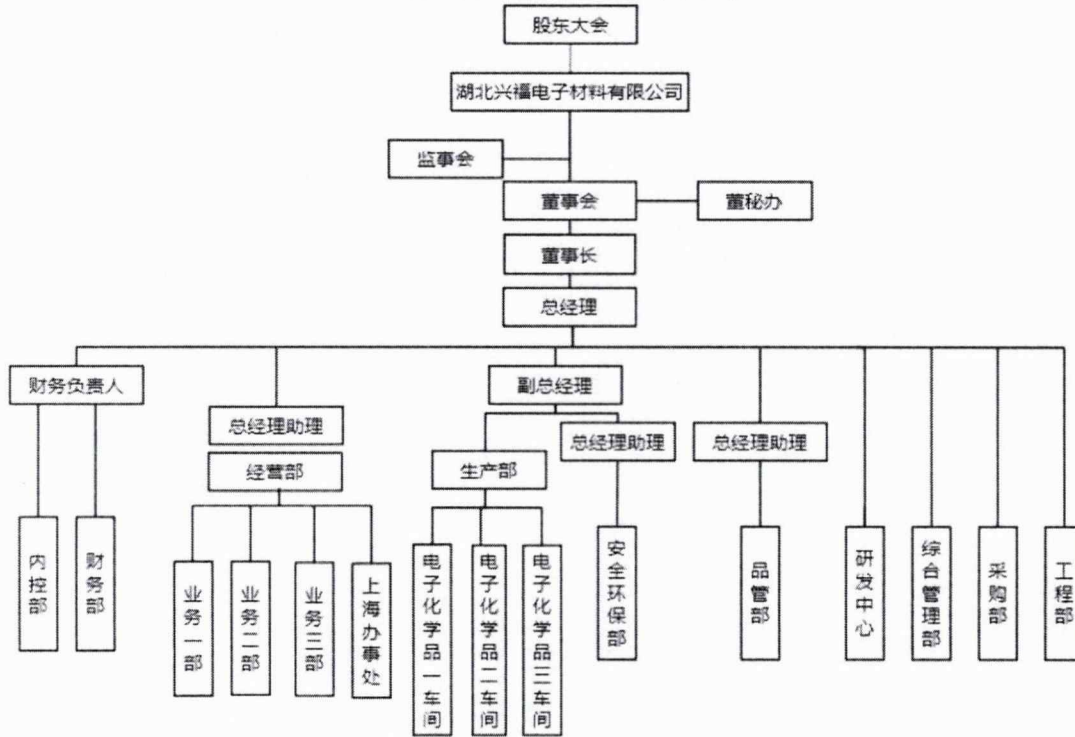 股东大会
湖北兴福电子材料有限公司
监事会
董事会
董秘办
董事长
总经理
财务负责人
副总经理
总经理助理
总经理助理
总经理助理
经营部
生产部
内控部
财务部
业务一部
业务二部
业务三部
上海办事处
电子化学品一车间
电子化学品二车间
电子化学品三车间
安全环保部
品管部
研发中心
综合管理部
采购部
工程部